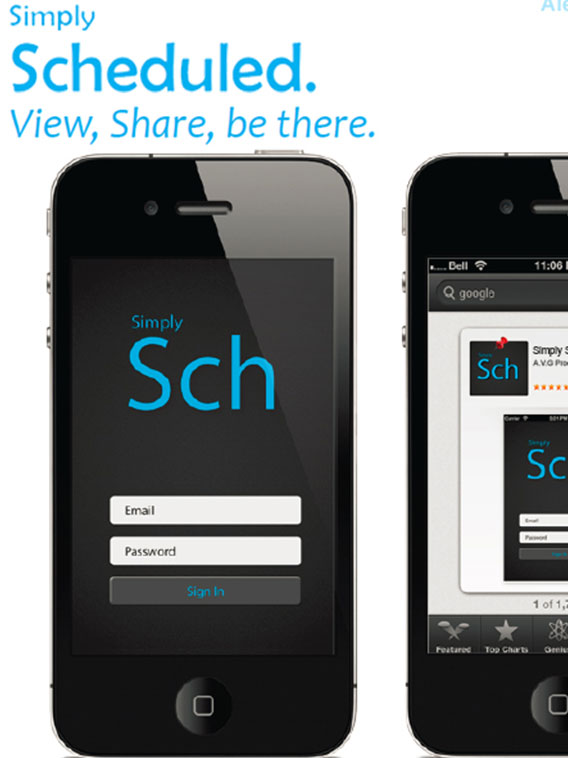 Simply
Scheduled.
View, Share, be there.
Simply
Sch
Email
Password
Sign In
Bell
11:06
google
Simply S
A.V.G Pro
Sch
Simply
Sc
Email
Password
1 of 1,7
Featured
Top Charts
Genius